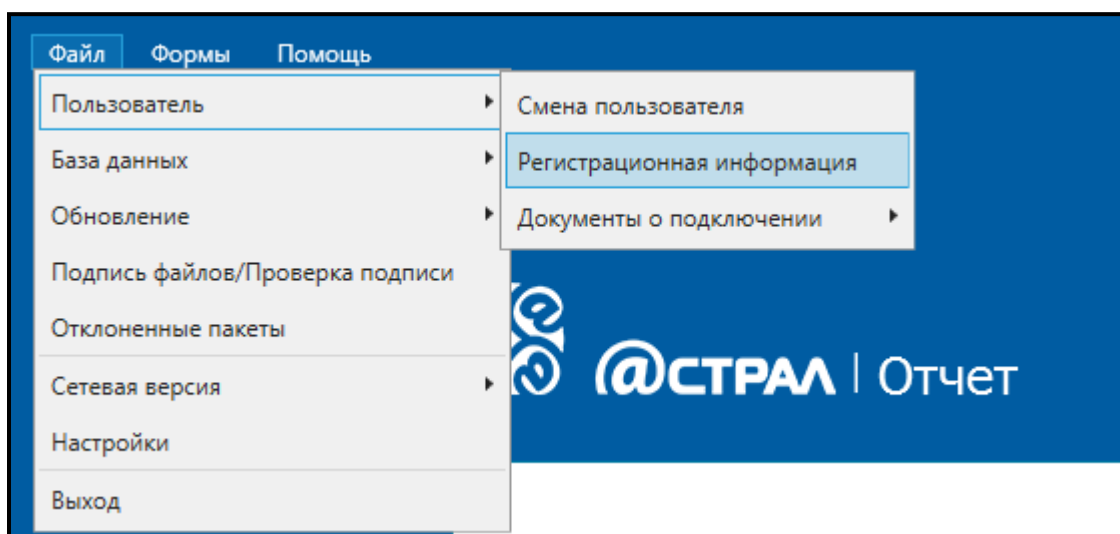 Файл Формы Помощь
Пользователь
Смена пользователя
База данных
Регистрационная информация
Обновление
Документы о подключении
Подпись файлов/Проверка подписи
Отклоненные пакеты
Сетевая версия
@СТРАЛ | Отчет
Настройки
Выход